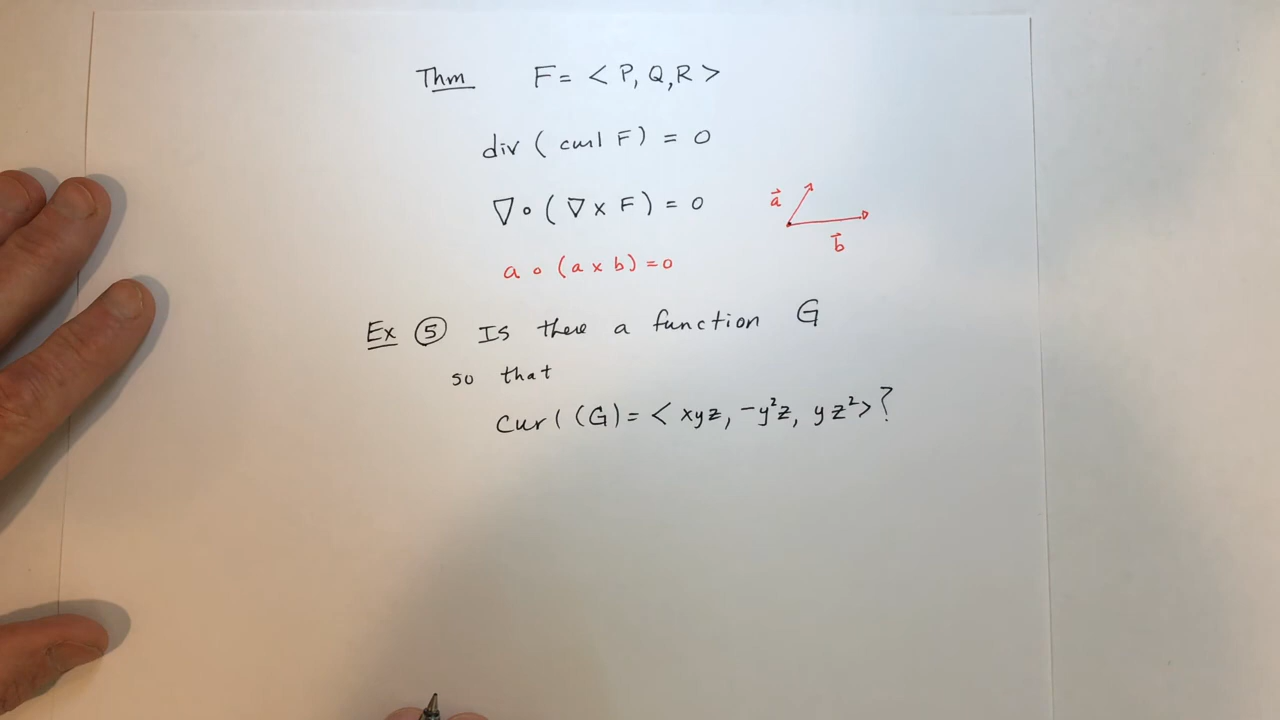 Thm F = < P, Q, R >
div ( curl F ) = 0
∇ ∘ ( ∇ × F ) = 0
a⃗
b⃗
a ∘ ( a × b ) = 0
Ex ⑤ Is there a function G
so that
Curl (G) = < xyz, -y²z, yz² > ?